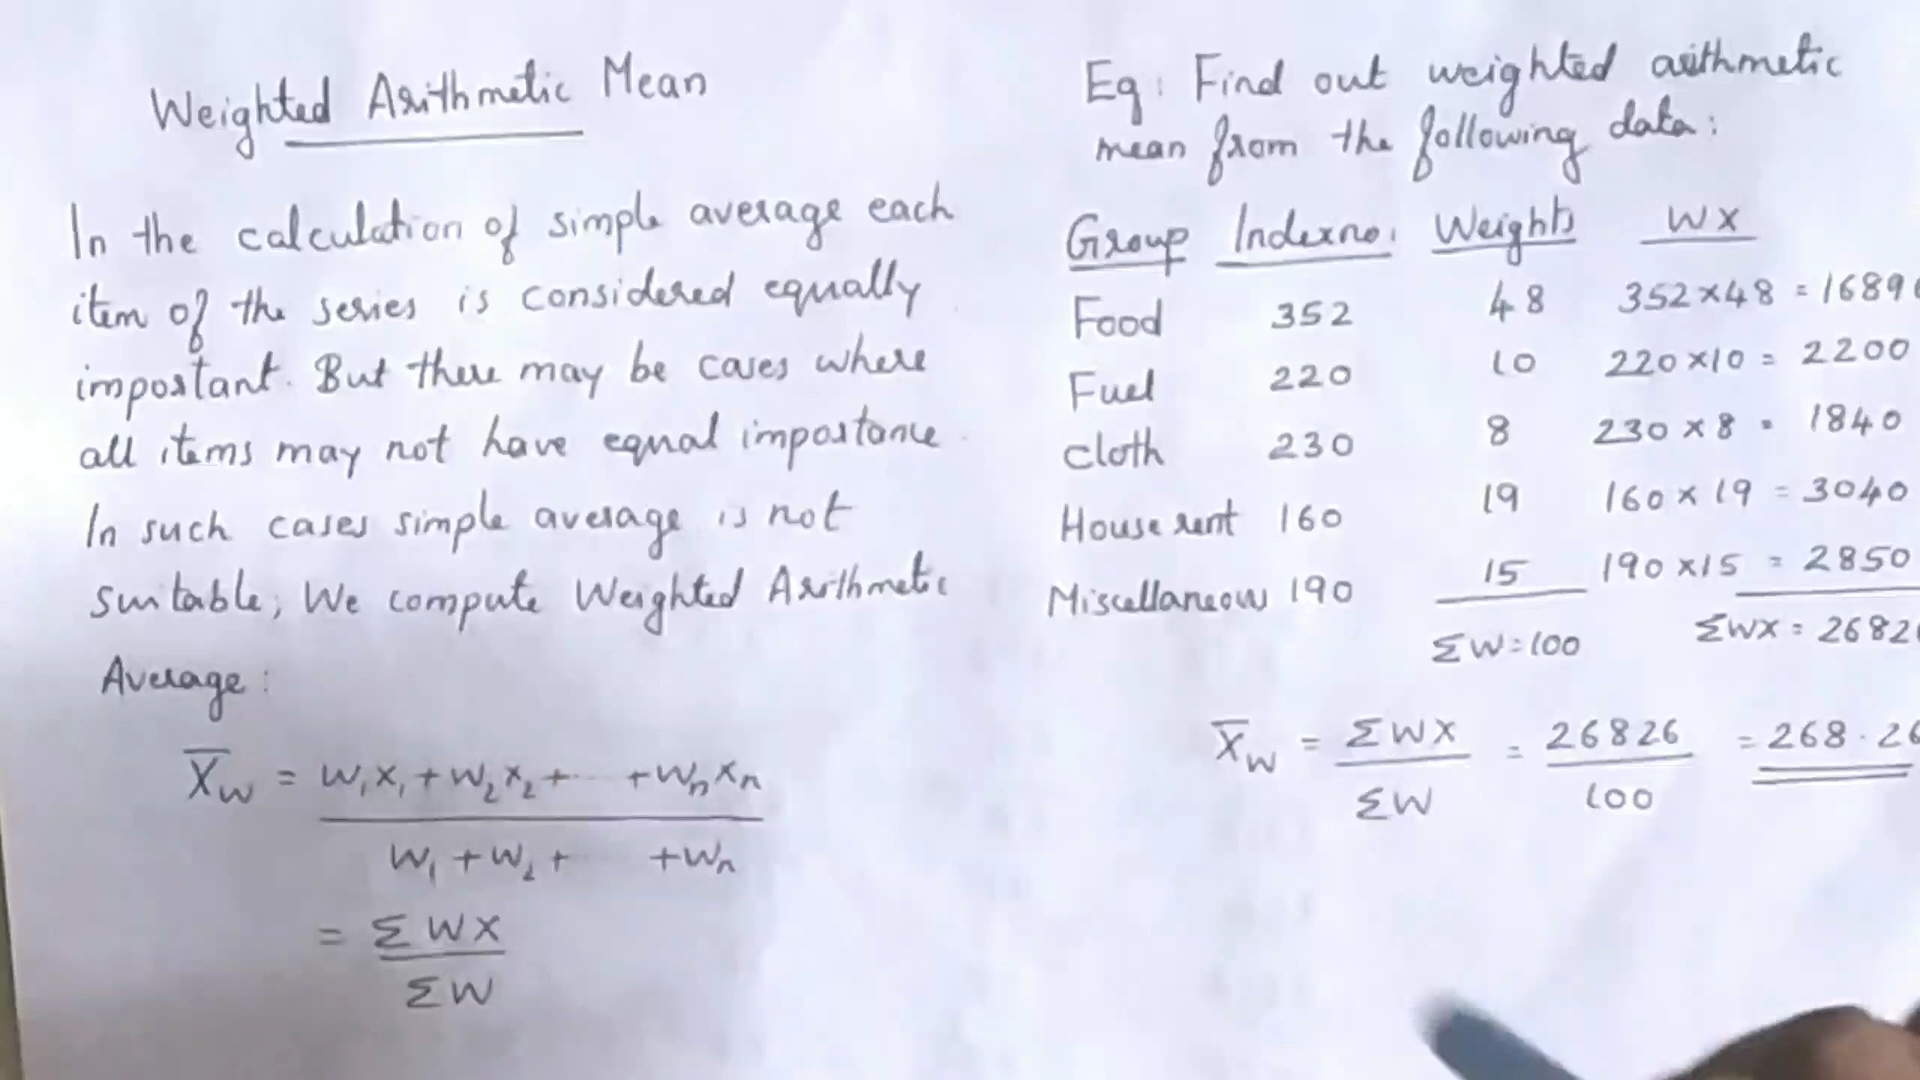 Weighted Arithmetic Mean
In the calculation of simple average each
item of the series is considered equally
important. But there may be cases where
all items may not have equal importance
In such cases simple average is not
suitable; We compute Weighted Arithmetic
Average:
X̅w = W₁X₁+W₂X₂+ ... +WₙXₙ
W₁+W₂+ ... +Wₙ
= ΣWX
ΣW
Eg: Find out weighted arithmetic
mean from the following data:
Group Indexno. Weights WX
Food 352 48 352×48 = 1689
Fuel 220 10 220×10 = 2200
cloth 230 8 230×8 = 1840
House rent 160 19 160×19 = 3040
Miscellaneous 190 15 190×15 = 2850
ΣW=100 ΣWX = 2682
X̅w = ΣWX = 26826 = 268.26
ΣW 100